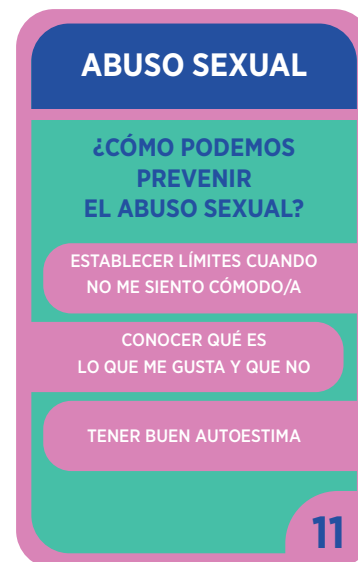 ABUSO SEXUAL
¿CÓMO PODEMOS
PREVENIR
EL ABUSO SEXUAL?
ESTABLECER LÍMITES CUANDO
NO ME SIENTO CÓMODO/A
CONOCER QUÉ ES
LO QUE ME GUSTA Y QUE NO
TENER BUEN AUTOESTIMA
11